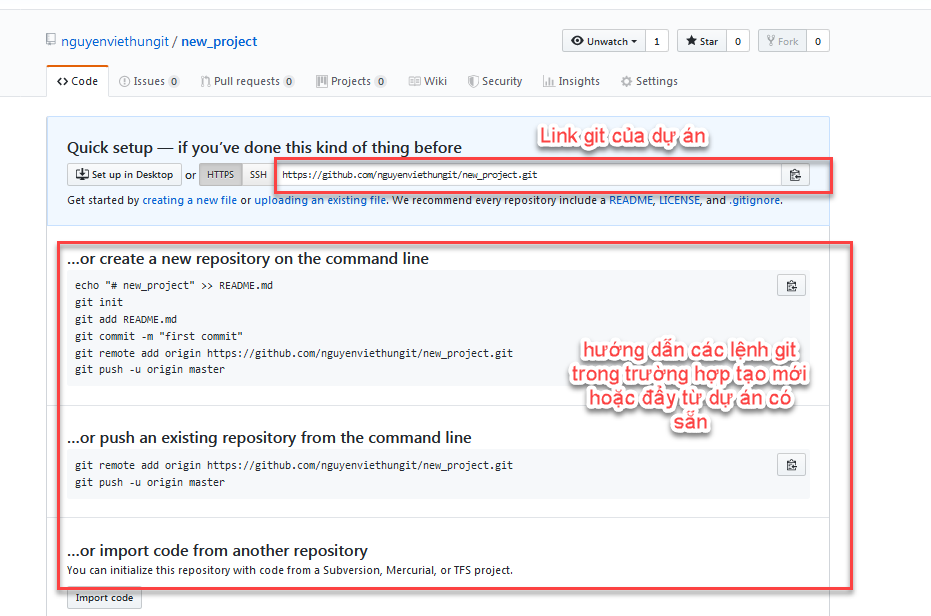 nguyenviethungit / new_project
Unwatch 1 Star 0 Fork 0
Code Issues 0 Pull requests 0 Projects 0 Wiki Security Insights Settings
Link git của dự án
Quick setup — if you've done this kind of thing before
Set up in Desktop or HTTPS SSH https://github.com/nguyenviethungit/new_project.git
Get started by creating a new file or uploading an existing file. We recommend every repository include a README, LICENSE, and .gitignore.
...or create a new repository on the command line
echo "# new_project" >> README.md
git init
git add README.md
git commit -m "first commit"
git remote add origin https://github.com/nguyenviethungit/new_project.git
git push -u origin master
hướng dẫn các lệnh git
trong trường hợp tạo mới
hoặc đẩy từ dự án có
sẵn
...or push an existing repository from the command line
git remote add origin https://github.com/nguyenviethungit/new_project.git
git push -u origin master
...or import code from another repository
You can initialize this repository with code from a Subversion, Mercurial, or TFS project.
Import code